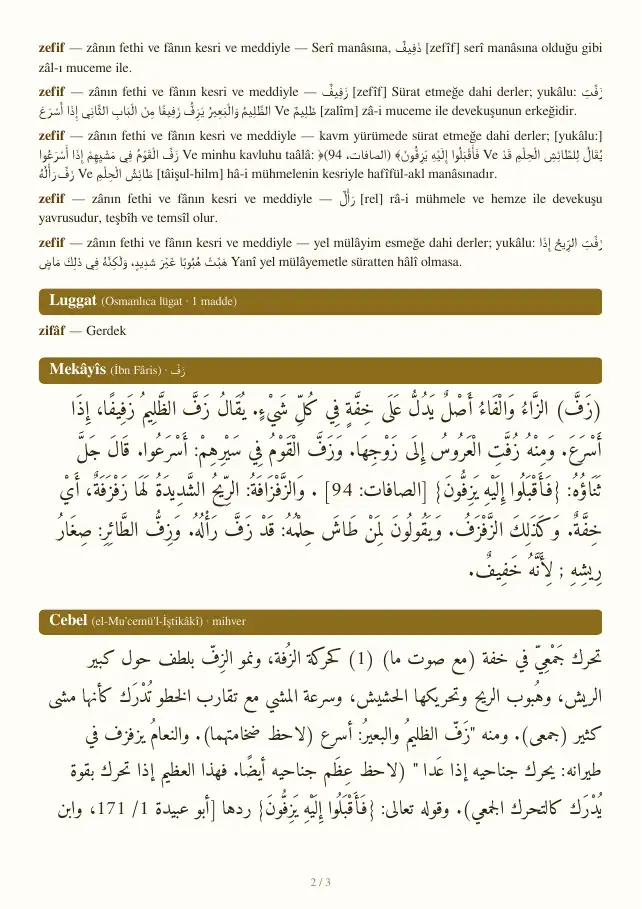 zefif — zânın fethi ve fânın kesri ve meddiyle — Serî manâsına, ذَفِيفٌ [zefîf] serî manâsına olduğu gibi
zâl-ı muceme ile.
zefif — zânın fethi ve fânın kesri ve meddiyle — زَفِيفٌ [zefîf] Sürat etmeğe dahi derler; yukâlu: زَفَّتِ
الظَّلِيمُ وَالْبَعِيرُ يَزِفُّ زَفِيفًا مِنَ الْبَابِ الثَّانِي إِذَا أَسْرَعَ Ve ظَلِيمٌ [zalîm] zâ-i muceme ile devekuşunun erkeğidir.
zefif — zânın fethi ve fânın kesri ve meddiyle — kavm yürümede sürat etmeğe dahi derler; [yukâlu:]
زَفَّ الْقَوْمُ فِي مَشْيِهِمْ إِذَا أَسْرَعُوا Ve minhu kavluhu taâlâ: ﴿فَأَقْبَلُوا إِلَيْهِ يَزِفُّونَ﴾ (الصافات، 94) Ve يُقَالُ لِلطَّائِشِ الْحِلْمِ قَدْ
زَفَّ رَأْلُهُ Ve طَائِشُ الْحِلْمِ [tâişul-hilm] hâ-i mühmelenin kesriyle hafîfül-akl manâsınadır.
zefif — zânın fethi ve fânın kesri ve meddiyle — رَأْلٌ [rel] râ-i mühmele ve hemze ile devekuşu
yavrusudur, teşbîh ve temsîl olur.
zefif — zânın fethi ve fânın kesri ve meddiyle — yel mülâyim esmeğe dahi derler; yukâlu: زَفَّتِ الرِّيحُ إِذَا
هَبَّتْ هُبُوبًا غَيْرَ شَدِيدٍ، وَلَكِنَّهُ فِي ذلِكَ مَاضٍ Yanî yel mülâyemetle süratten hâlî olmasa.
Luggat (Osmanlıca lügat · 1 madde)
zifâf — Gerdek
Mekâyîs (İbn Fâris) · زَفّ
(زَفَّ) الزَّاءُ وَالْفَاءُ أَصْلٌ يَدُلُّ عَلَى خِفَّةٍ فِي كُلِّ شَيْءٍ. يُقَالُ زَفَّ الظَّلِيمُ زَفِيفًا، إِذَا
أَسْرَعَ. وَمِنْهُ زُفَّتِ الْعَرُوسُ إِلَى زَوْجِهَا. وَزَفَّ الْقَوْمُ فِي سَيْرِهِمْ: أَسْرَعُوا. قَالَ جَلَّ
ثَنَاؤُهُ: {فَأَقْبَلُوا إِلَيْهِ يَزِفُّونَ} [الصافات: 94] . وَالزَّفْزَافَةُ: الرِّيحُ الشَّدِيدَةُ لَهَا زَفْزَفَةٌ، أَيْ
خِفَّةٌ. وَكَذَلِكَ الزَّفْزَفُ. وَيَقُولُونَ لِمَنْ طَاشَ حِلْمُهُ: قَدْ زَفَّ رَأْلُهُ. وَزِفُّ الطَّائِرِ: صِغَارُ
رِيشِهِ ; لِأَنَّهُ خَفِيفٌ.
Cebel (el-Mu'cemü'l-İştikâkî) · mihver
تحرك جَمْعِيّ في خفة (مع صوت ما) (1) كحركة الزُفة، ونمو الزِفّ بلطف حول كبير
الريش، وهُبوب الريح وتحريكها الحشيش، وسرعة المشي مع تقارب الخطو تُدْرَك كأنها مشى
كثير (جمعى). ومنه "زَفّ الظليمُ والبعيرُ: أسرع (لاحظ ضخامتهما). والنعامُ يزفزف في
طيرانه: يحرك جناحيه إذا عَدا " (لاحظ عِظَم جناحيه أيضًا. فهذا العظيم إذا تحرك بقوة
يُدْرَك كالتحرك الجمعي). وقوله تعالى: {فَأَقْبَلُوا إِلَيْهِ يَزِفُّونَ} ردها [أبو عبيدة 1/ 171، وابن
2 / 3